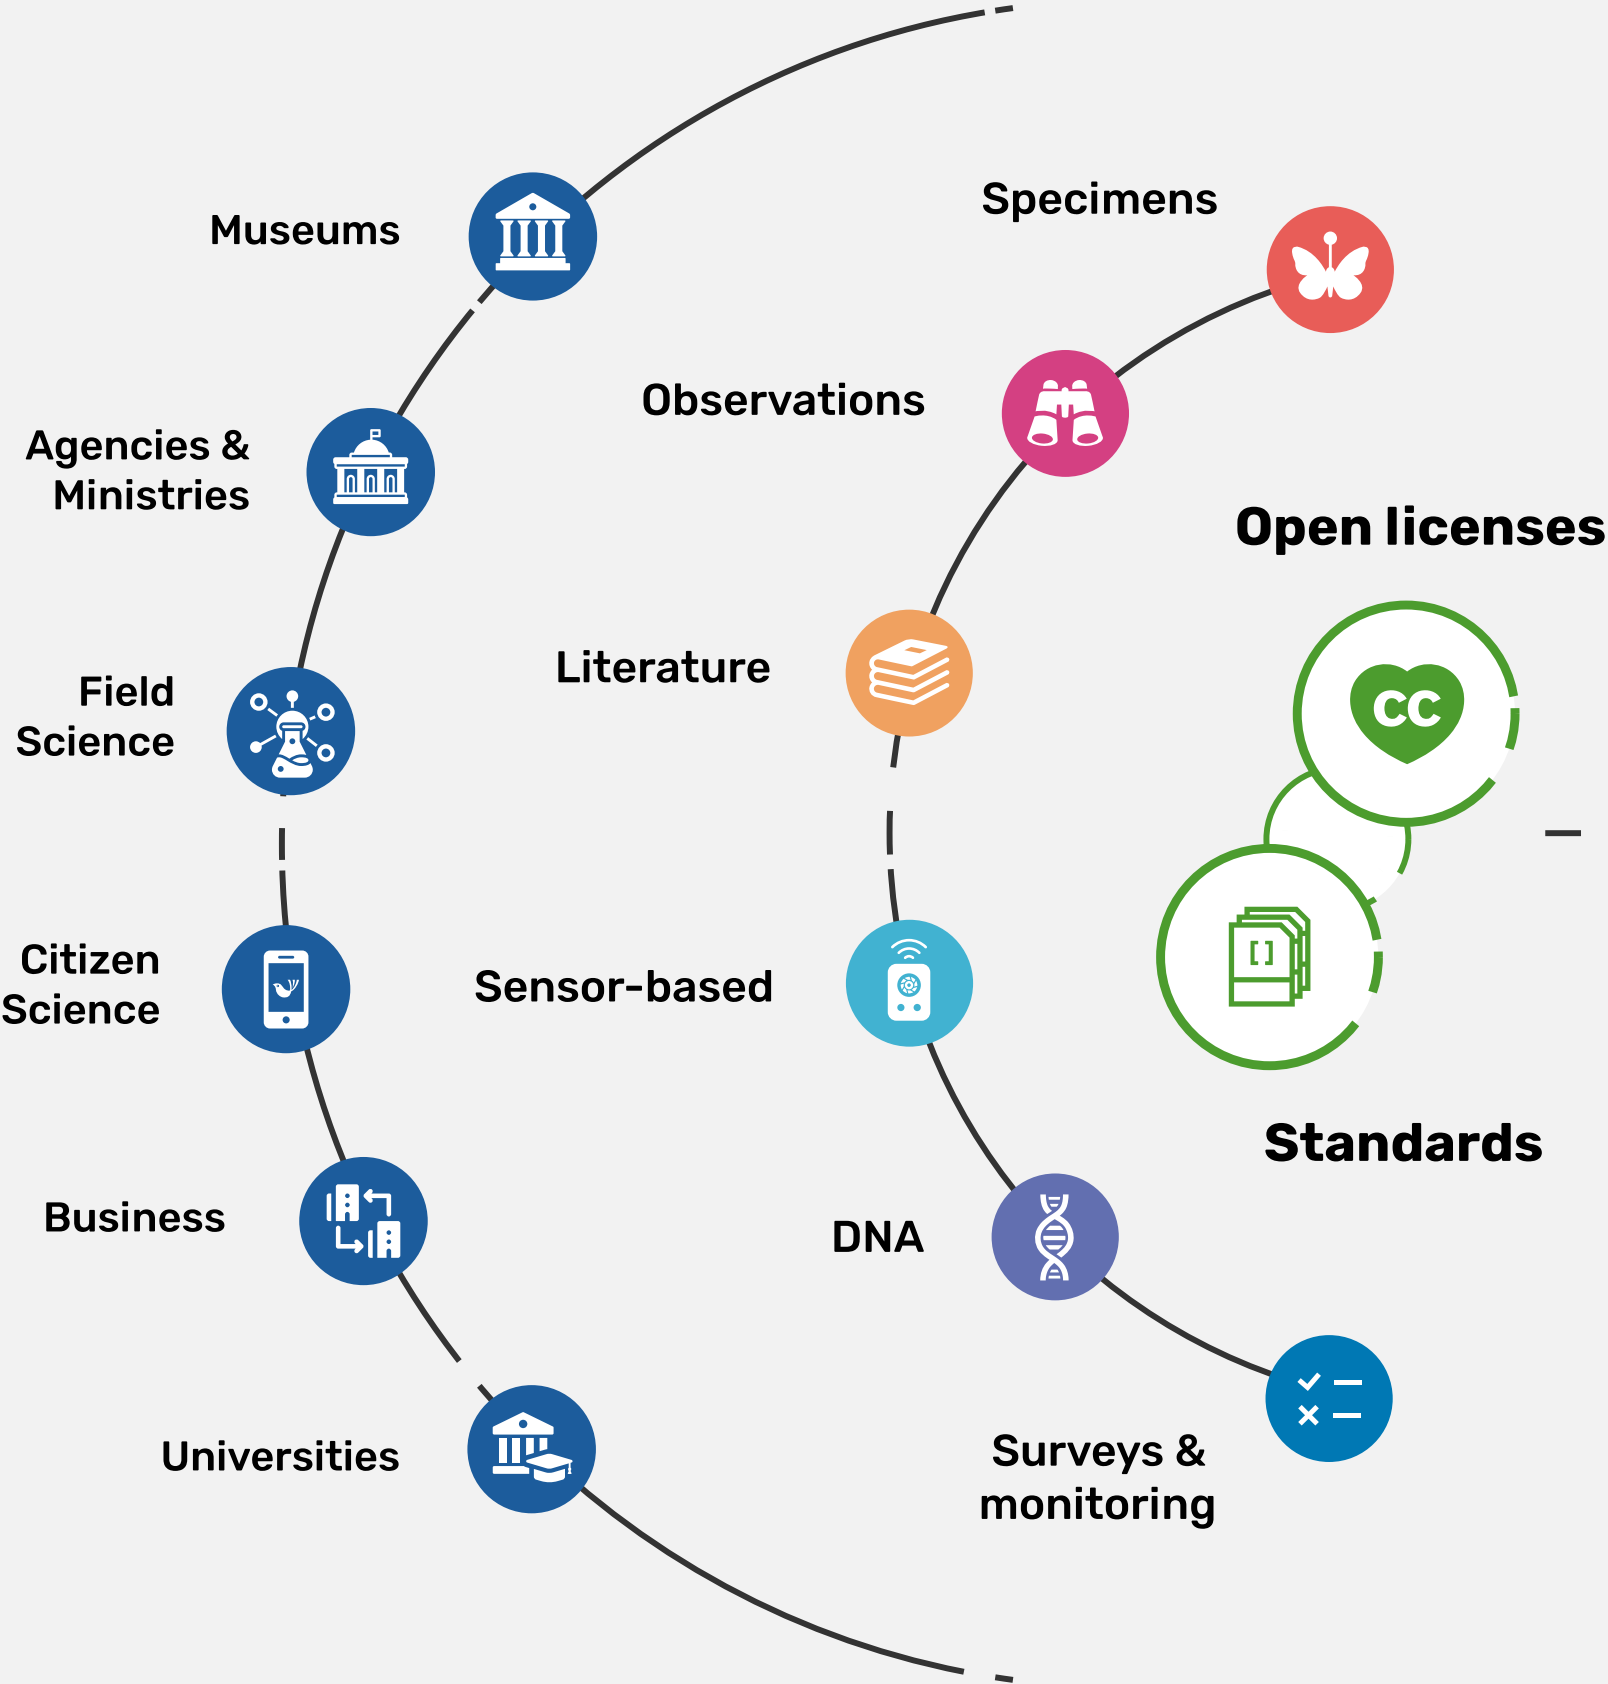 Museums
Agencies &
Ministries
Field
Science
Citizen
Science
Business
Universities
Specimens
Observations
Literature
Sensor-based
DNA
Surveys &
monitoring
Open licenses
CC
[ ]
Standards